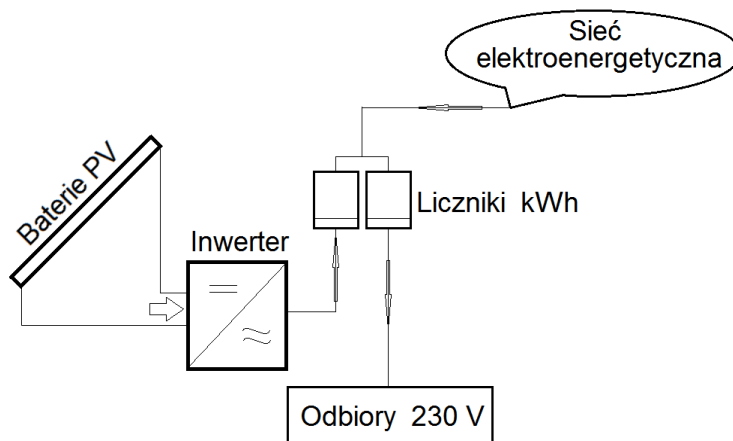 Sieć
elektroenergetyczna
Baterie PV
Liczniki kWh
Inwerter
Odbiory 230 V